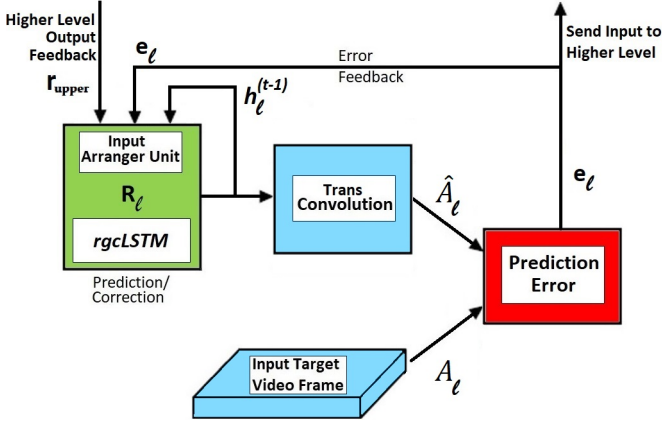 Higher Level
Output
Feedback
r_upper
e_ℓ
Error
Feedback
h_ℓ^(t-1)
Send Input to
Higher Level
Input
Arranger Unit
R_ℓ
rgcLSTM
Prediction/
Correction
Trans
Convolution
Â_ℓ
e_ℓ
Prediction
Error
Input Target
Video Frame
A_ℓ